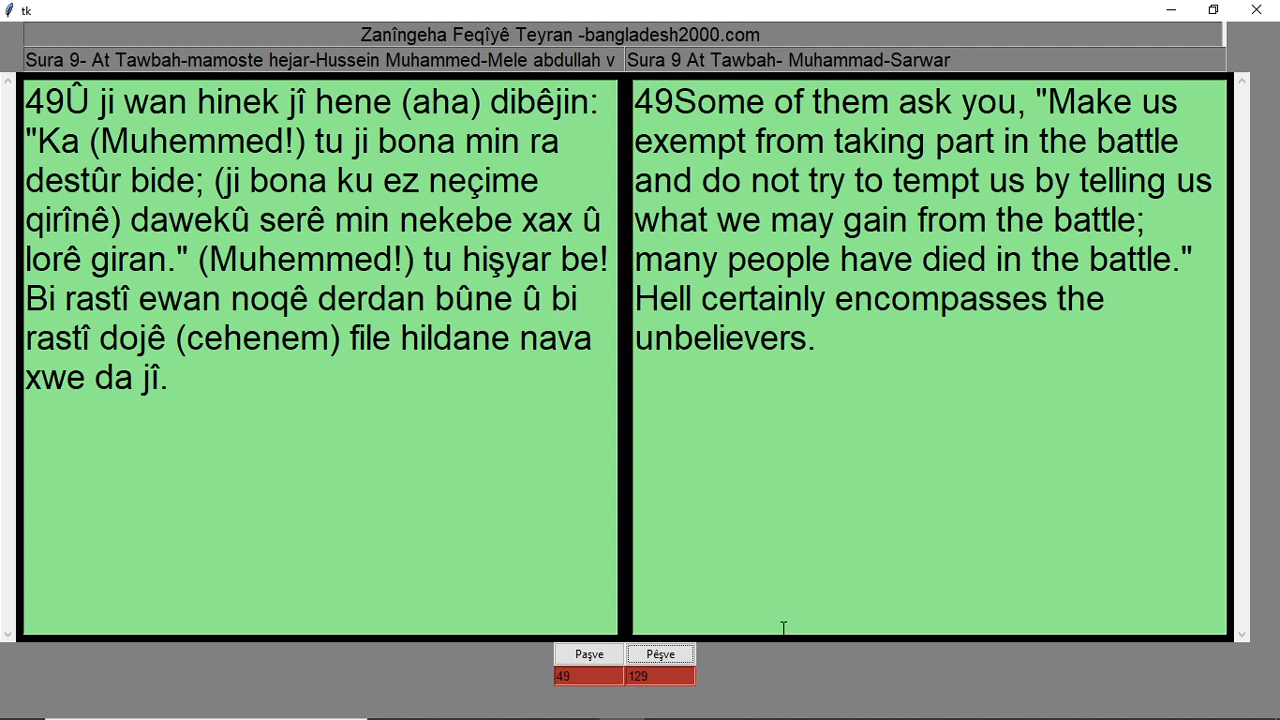 tk
Zanîngeha Feqîyê Teyran -bangladesh2000.com
Sura 9- At Tawbah-mamoste hejar-Hussein Muhammed-Mele abdullah v
Sura 9 At Tawbah- Muhammad-Sarwar
49Û ji wan hinek jî hene (aha) dibêjin:
"Ka (Muhemmed!) tu ji bona min ra
destûr bide; (ji bona ku ez neçime
qirînê) dawekû serê min nekebe xax û
lorê giran." (Muhemmed!) tu hişyar be!
Bi rastî ewan noqê derdan bûne û bi
rastî dojê (cehenem) file hildane nava
xwe da jî.
49Some of them ask you, "Make us
exempt from taking part in the battle
and do not try to tempt us by telling us
what we may gain from the battle;
many people have died in the battle."
Hell certainly encompasses the
unbelievers.
Paşve
Pêşve
49
129